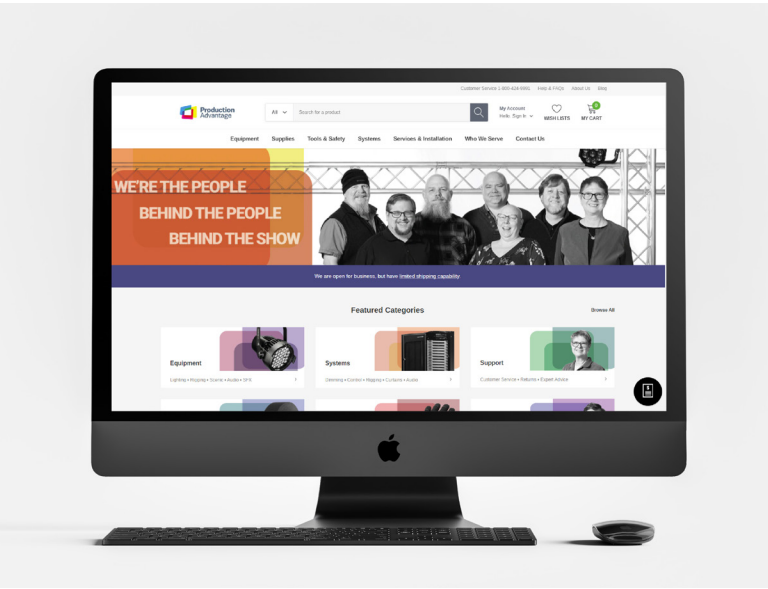 Customer Service 1-800-424-9991 Help & FAQs About Us Blog
Production
Advantage
All
Search for a product
My Account
Hello. Sign In
WISH LISTS
0
MY CART
Equipment Supplies Tools & Safety Systems Services & Installation Who We Serve Contact Us
WE'RE THE PEOPLE
BEHIND THE PEOPLE
BEHIND THE SHOW
We are open for business, but have limited shipping capability.
Featured Categories
Browse All
Equipment
Lighting • Rigging • Scenic • Audio • SFX
Systems
Dimming • Control • Rigging • Curtains • Audio
Support
Customer Service • Returns • Expert Advice
$